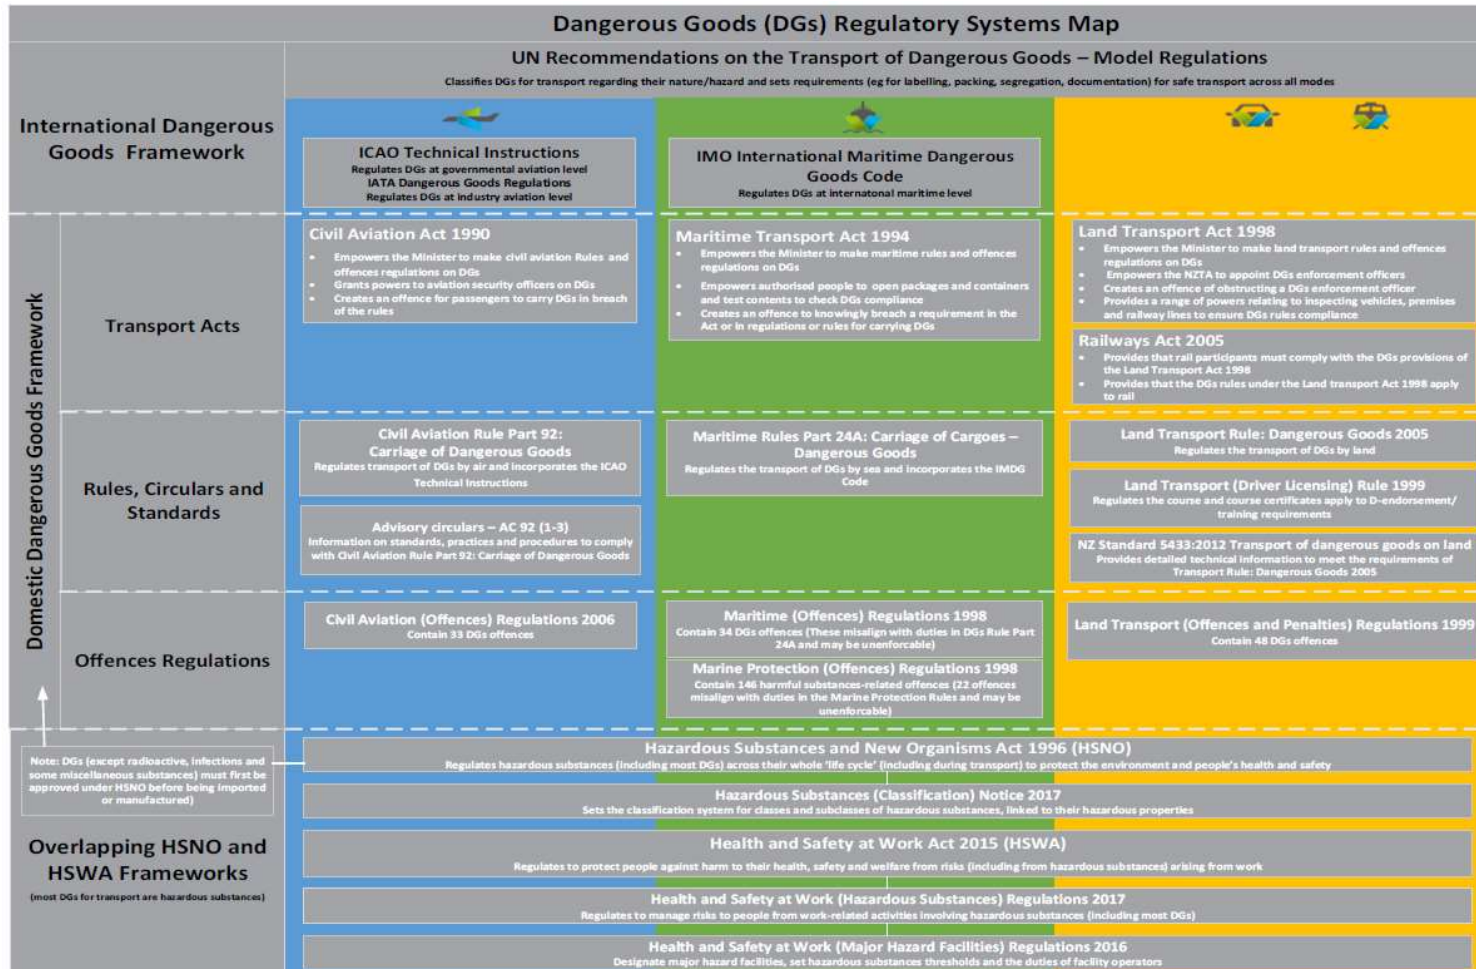 Dangerous Goods (DGs) Regulatory Systems Map
UN Recommendations on the Transport of Dangerous Goods – Model Regulations
Classifies DGs for transport regarding their nature/hazard and sets requirements (eg for labelling, packing, segregation, documentation) for safe transport across all modes
International Dangerous
Goods Framework
ICAO Technical Instructions
Regulates DGs at governmental aviation level
IATA Dangerous Goods Regulations
Regulates DGs at industry aviation level
IMO International Maritime Dangerous
Goods Code
Regulates DGs at internatonal maritime level
Domestic Dangerous Goods Framework
Transport Acts
Civil Aviation Act 1990
• Empowers the Minister to make civil aviation Rules and
offences regulations on DGs
• Grants powers to aviation security officers on DGs
• Creates an offence for passengers to carry DGs in breach
of the rules
Maritime Transport Act 1994
• Empowers the Minister to make maritime rules and offences
regulations on DGs
• Empowers authorised people to open packages and containers
and test contents to check DGs compliance
• Creates an offence to knowingly breach a requirement in the
Act or in regulations or rules for carrying DGs
Land Transport Act 1998
• Empowers the Minister to make land transport rules and offences
regulations on DGs
• Empowers the NZTA to appoint DGs enforcement officers
• Creates an offence of obstructing a DGs enforcement officer
• Provides a range of powers relating to inspecting vehicles, premises
and railway lines to ensure DGs rules compliance
Railways Act 2005
• Provides that rail participants must comply with the DGs provisions of
the Land Transport Act 1998
• Provides that the DGs rules under the Land transport Act 1998 apply
to rail
Rules, Circulars and
Standards
Civil Aviation Rule Part 92:
Carriage of Dangerous Goods
Regulates transport of DGs by air and incorporates the ICAO
Technical Instructions
Advisory circulars – AC 92 (1-3)
Information on standards, practices and procedures to comply
with Civil Aviation Rule Part 92: Carriage of Dangerous Goods
Maritime Rules Part 24A: Carriage of Cargoes –
Dangerous Goods
Regulates the transport of DGs by sea and incorporates the IMDG
Code
Land Transport Rule: Dangerous Goods 2005
Regulates the transport of DGs by land
Land Transport (Driver Licensing) Rule 1999
Regulates the course and course certificates apply to D-endorsement/
training requirements
NZ Standard 5433:2012 Transport of dangerous goods on land
Provides detailed technical information to meet the requirements of
Transport Rule: Dangerous Goods 2005
Offences Regulations
Civil Aviation (Offences) Regulations 2006
Contain 33 DGs offences
Maritime (Offences) Regulations 1998
Contain 34 DGs offences (These misalign with duties in DGs Rule Part
24A and may be unenforcable)
Marine Protection (Offences) Regulations 1998
Contain 146 harmful substances-related offences (22 offences
misalign with duties in the Marine Protection Rules and may be
unenforcable)
Land Transport (Offences and Penalties) Regulations 1999
Contain 48 DGs offences
Note: DGs (except radioactive, infections and
some miscellaneous substances) must first be
approved under HSNO before being imported
or manufactured)
Overlapping HSNO and
HSWA Frameworks
(most DGs for transport are hazardous substances)
Hazardous Substances and New Organisms Act 1996 (HSNO)
Regulates hazardous substances (including most DGs) across their whole 'life cycle' (including during transport) to protect the environment and people's health and safety
Hazardous Substances (Classification) Notice 2017
Sets the classification system for classes and subclasses of hazardous substances, linked to their hazardous properties
Health and Safety at Work Act 2015 (HSWA)
Regulates to protect people against harm to their health, safety and welfare from risks (including from hazardous substances) arising from work
Health and Safety at Work (Hazardous Substances) Regulations 2017
Regulates to manage risks to people from work-related activities involving hazardous substances (including most DGs)
Health and Safety at Work (Major Hazard Facilities) Regulations 2016
Designate major hazard facilities, set hazardous substances thresholds and the duties of facility operators